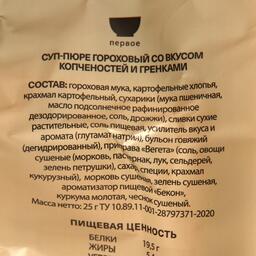 первое
СУП-ПЮРЕ ГОРОХОВЫЙ СО ВКУСОМ
КОПЧЕНОСТЕЙ И ГРЕНКАМИ
СОСТАВ: гороховая мука, картофельные хлопья,
крахмал картофельный, сухарики (мука пшеничная,
масло подсолнечное рафинированное
дезодорированное, соль, дрожжи), сливки сухие
растительные, соль пищевая, усилитель вкуса и
аромата (глутамат натрия), бульон говяжий
(дегидрированный), приправа «Вегета» (соль, овощи
сушеные (морковь, пастернак, лук, сельдерей,
зелень петрушки), сахар, специи, крахмал
кукурузный), морковь сушеная, зелень сушеная,
ароматизатор пищевой «Бекон»,
куркума молотая, чеснок сушеный.
Масса нетто: 25 г ТУ 10.89.11-001-28797371-2020
ПИЩЕВАЯ ЦЕННОСТЬ
БЕЛКИ 19,5 г
ЖИРЫ